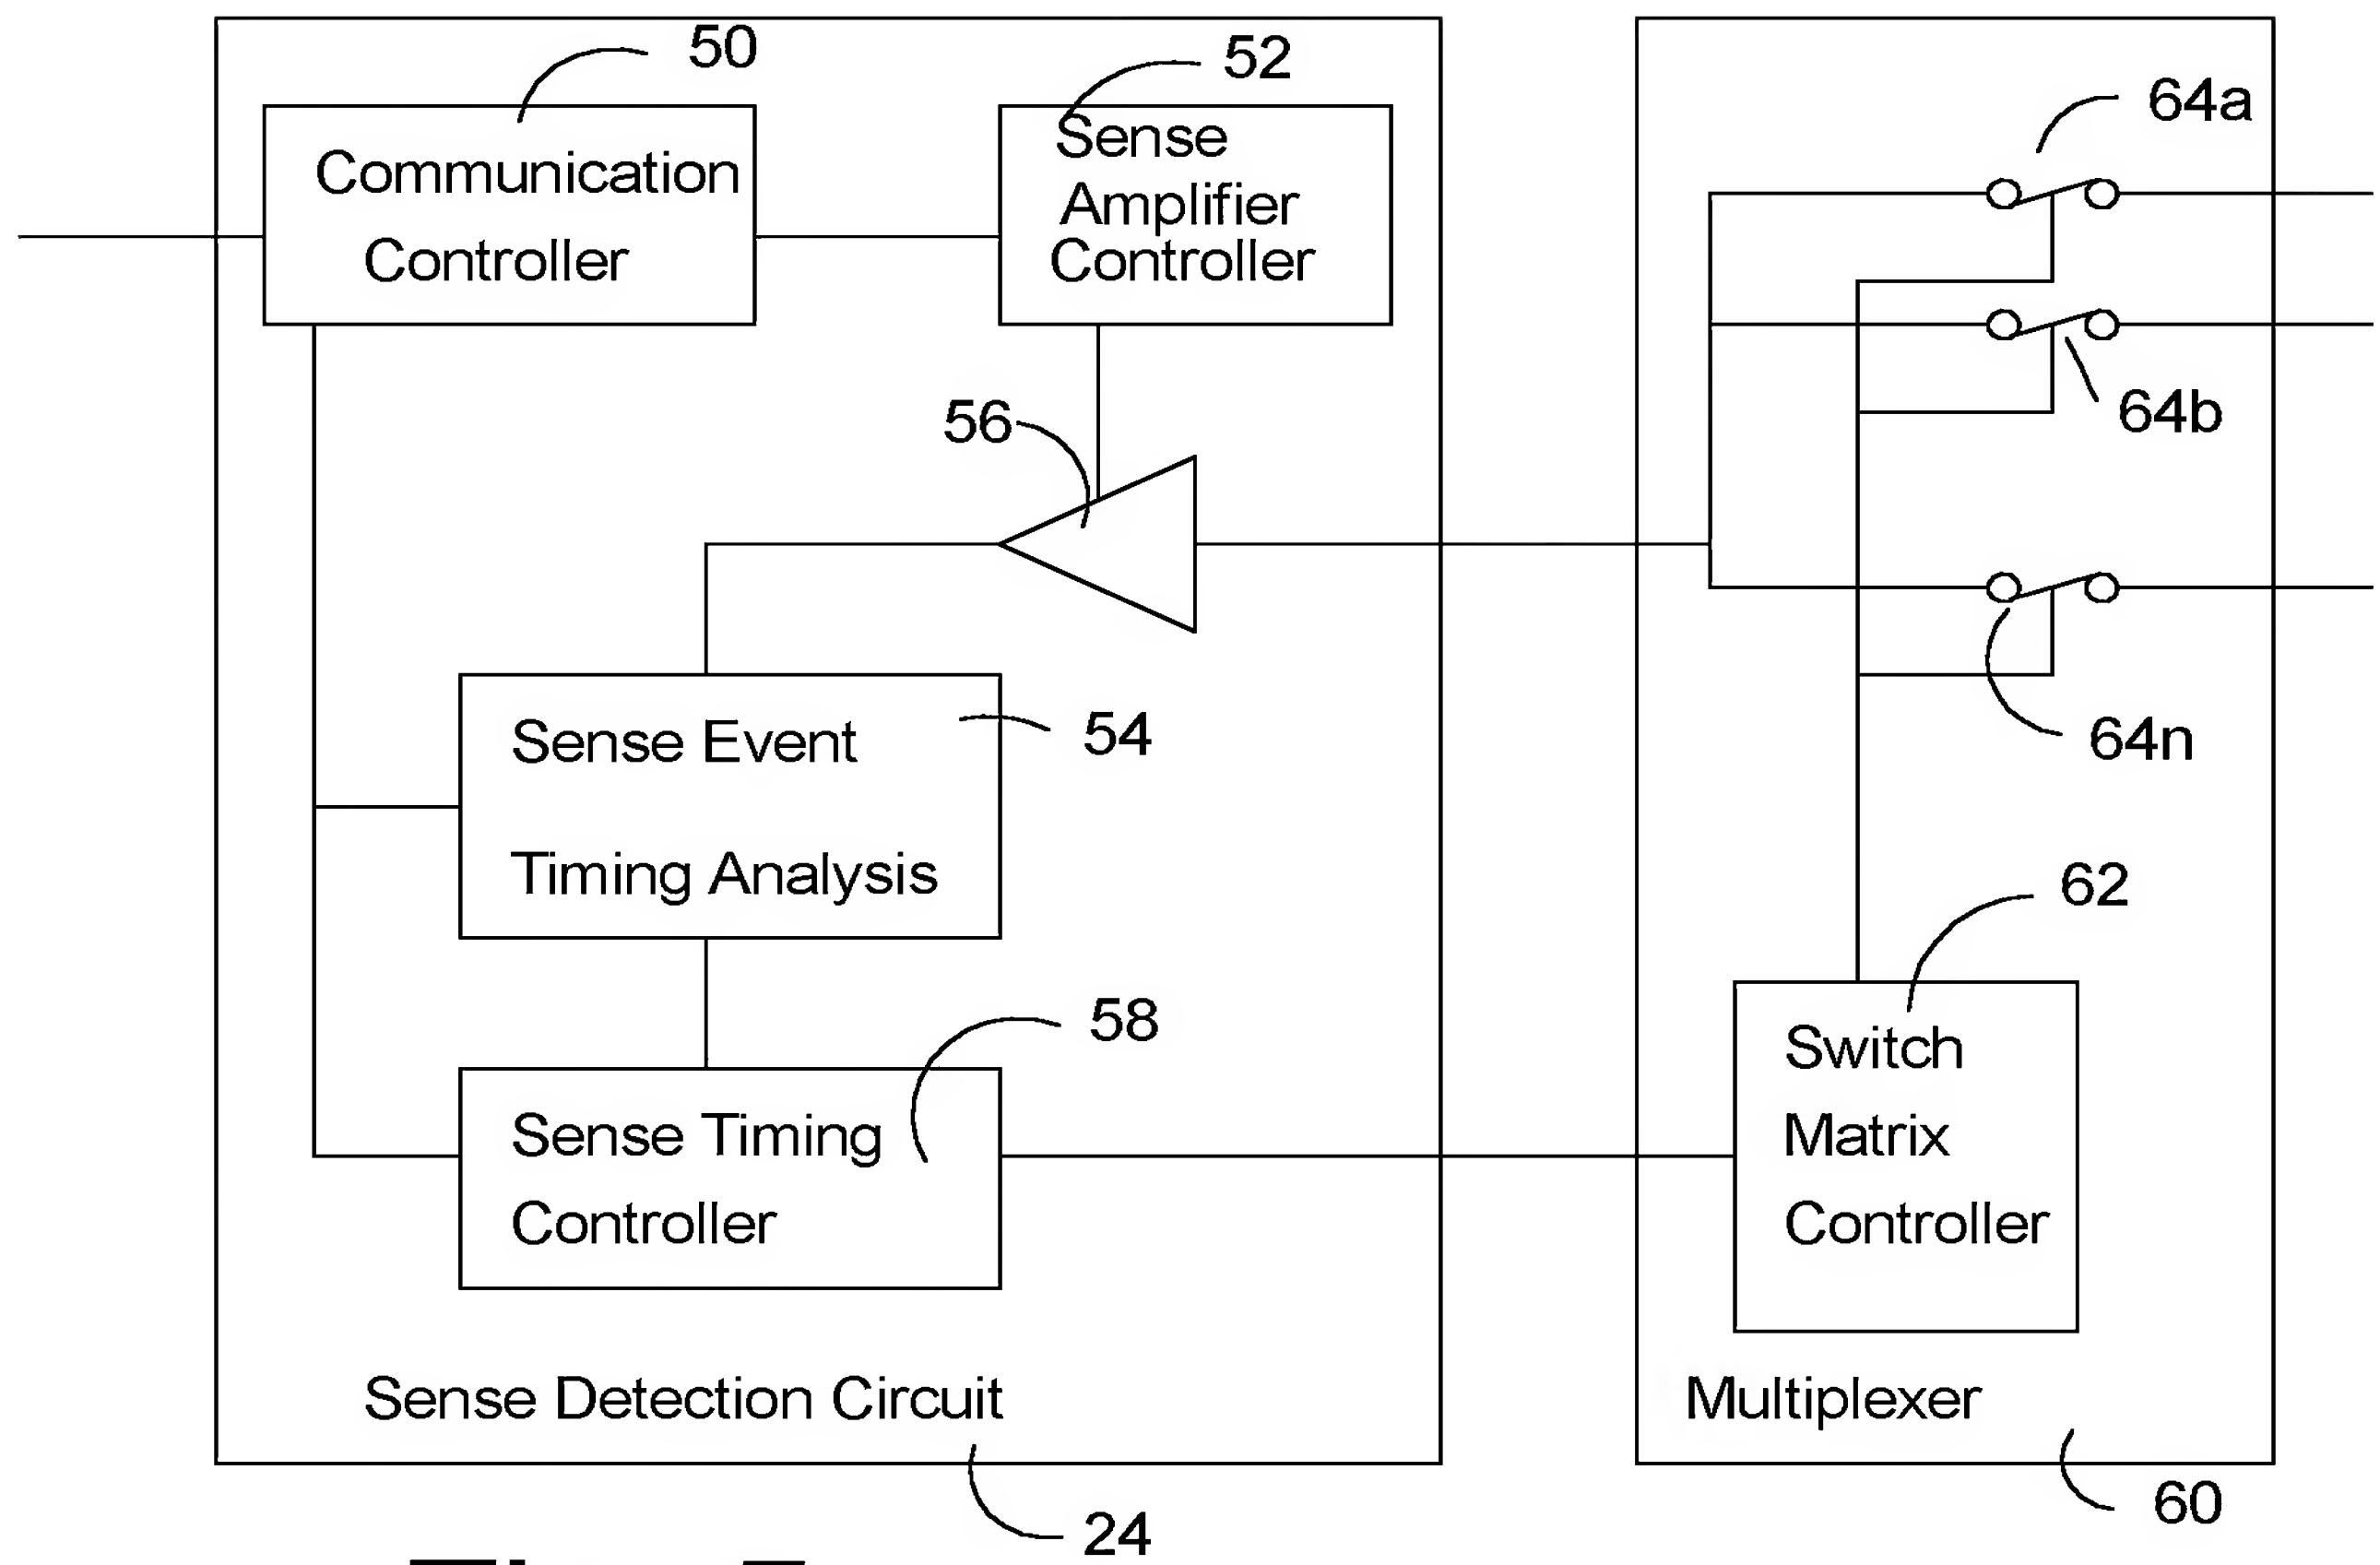 50
52
64a
Communication
Controller
Sense
Amplifier
Controller
56
64b
Sense Event
Timing Analysis
54
64n
62
58
Sense Timing
Controller
Switch
Matrix
Controller
Sense Detection Circuit
Multiplexer
24
60